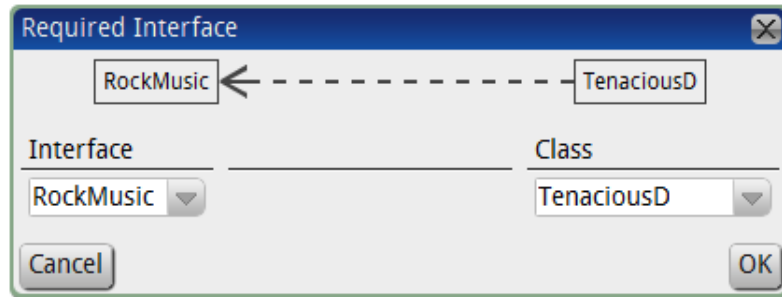 Required Interface
RockMusic TenaciousD
Interface Class
RockMusic TenaciousD
Cancel OK